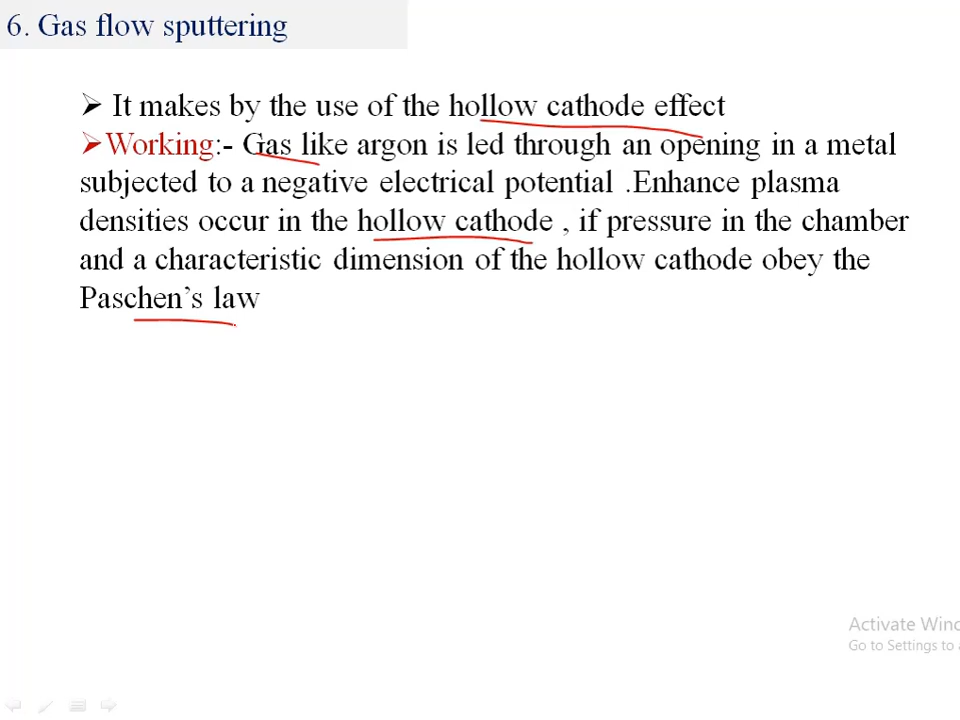 6. Gas flow sputtering
➢ It makes by the use of the hollow cathode effect
➢Working:- Gas like argon is led through an opening in a metal
subjected to a negative electrical potential .Enhance plasma
densities occur in the hollow cathode , if pressure in the chamber
and a characteristic dimension of the hollow cathode obey the
Paschen's law
Activate Wind
Go to Settings to